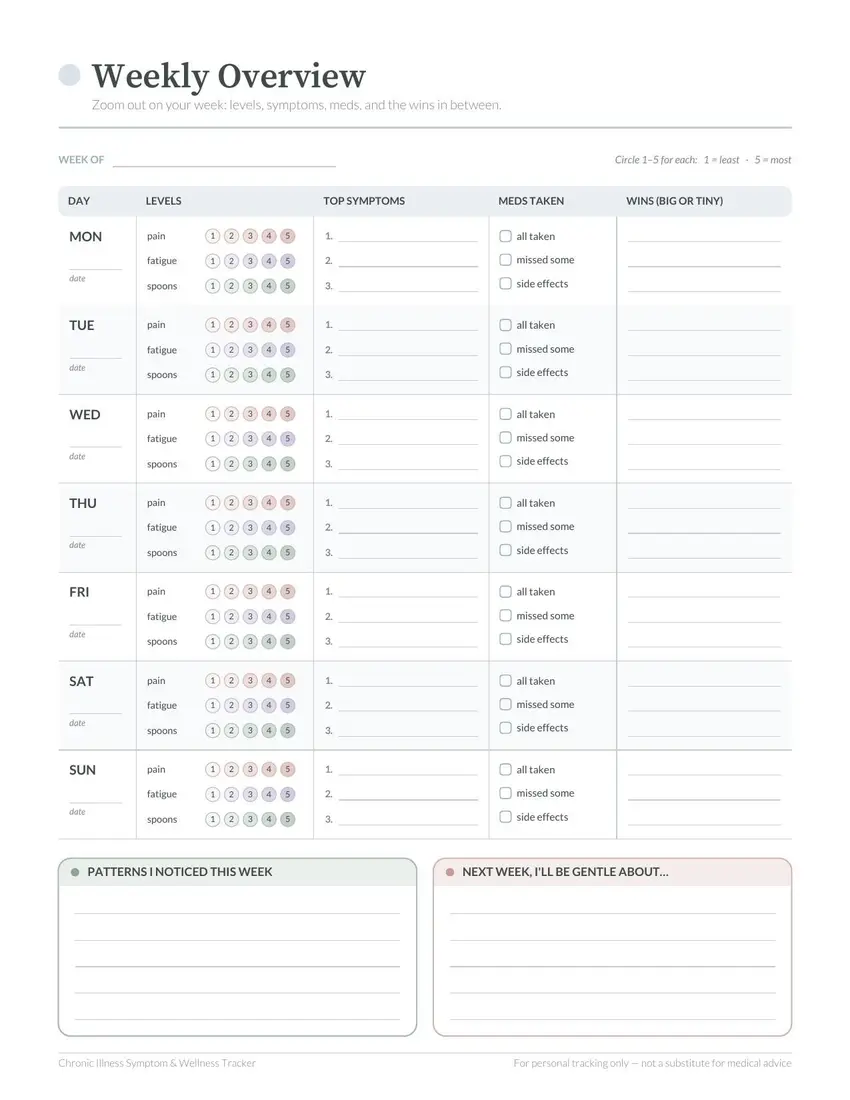 Weekly Overview
Zoom out on your week: levels, symptoms, meds, and the wins in between.
WEEK OF
Circle 1–5 for each: 1 = least · 5 = most
DAY LEVELS TOP SYMPTOMS MEDS TAKEN WINS (BIG OR TINY)
MON pain 1 2 3 4 5 1. all taken
fatigue 1 2 3 4 5 2. missed some
date spoons 1 2 3 4 5 3. side effects
TUE pain 1 2 3 4 5 1. all taken
fatigue 1 2 3 4 5 2. missed some
date spoons 1 2 3 4 5 3. side effects
WED pain 1 2 3 4 5 1. all taken
fatigue 1 2 3 4 5 2. missed some
date spoons 1 2 3 4 5 3. side effects
THU pain 1 2 3 4 5 1. all taken
fatigue 1 2 3 4 5 2. missed some
date spoons 1 2 3 4 5 3. side effects
FRI pain 1 2 3 4 5 1. all taken
fatigue 1 2 3 4 5 2. missed some
date spoons 1 2 3 4 5 3. side effects
SAT pain 1 2 3 4 5 1. all taken
fatigue 1 2 3 4 5 2. missed some
date spoons 1 2 3 4 5 3. side effects
SUN pain 1 2 3 4 5 1. all taken
fatigue 1 2 3 4 5 2. missed some
date spoons 1 2 3 4 5 3. side effects
PATTERNS I NOTICED THIS WEEK
NEXT WEEK, I'LL BE GENTLE ABOUT...
Chronic Illness Symptom & Wellness Tracker
For personal tracking only — not a substitute for medical advice